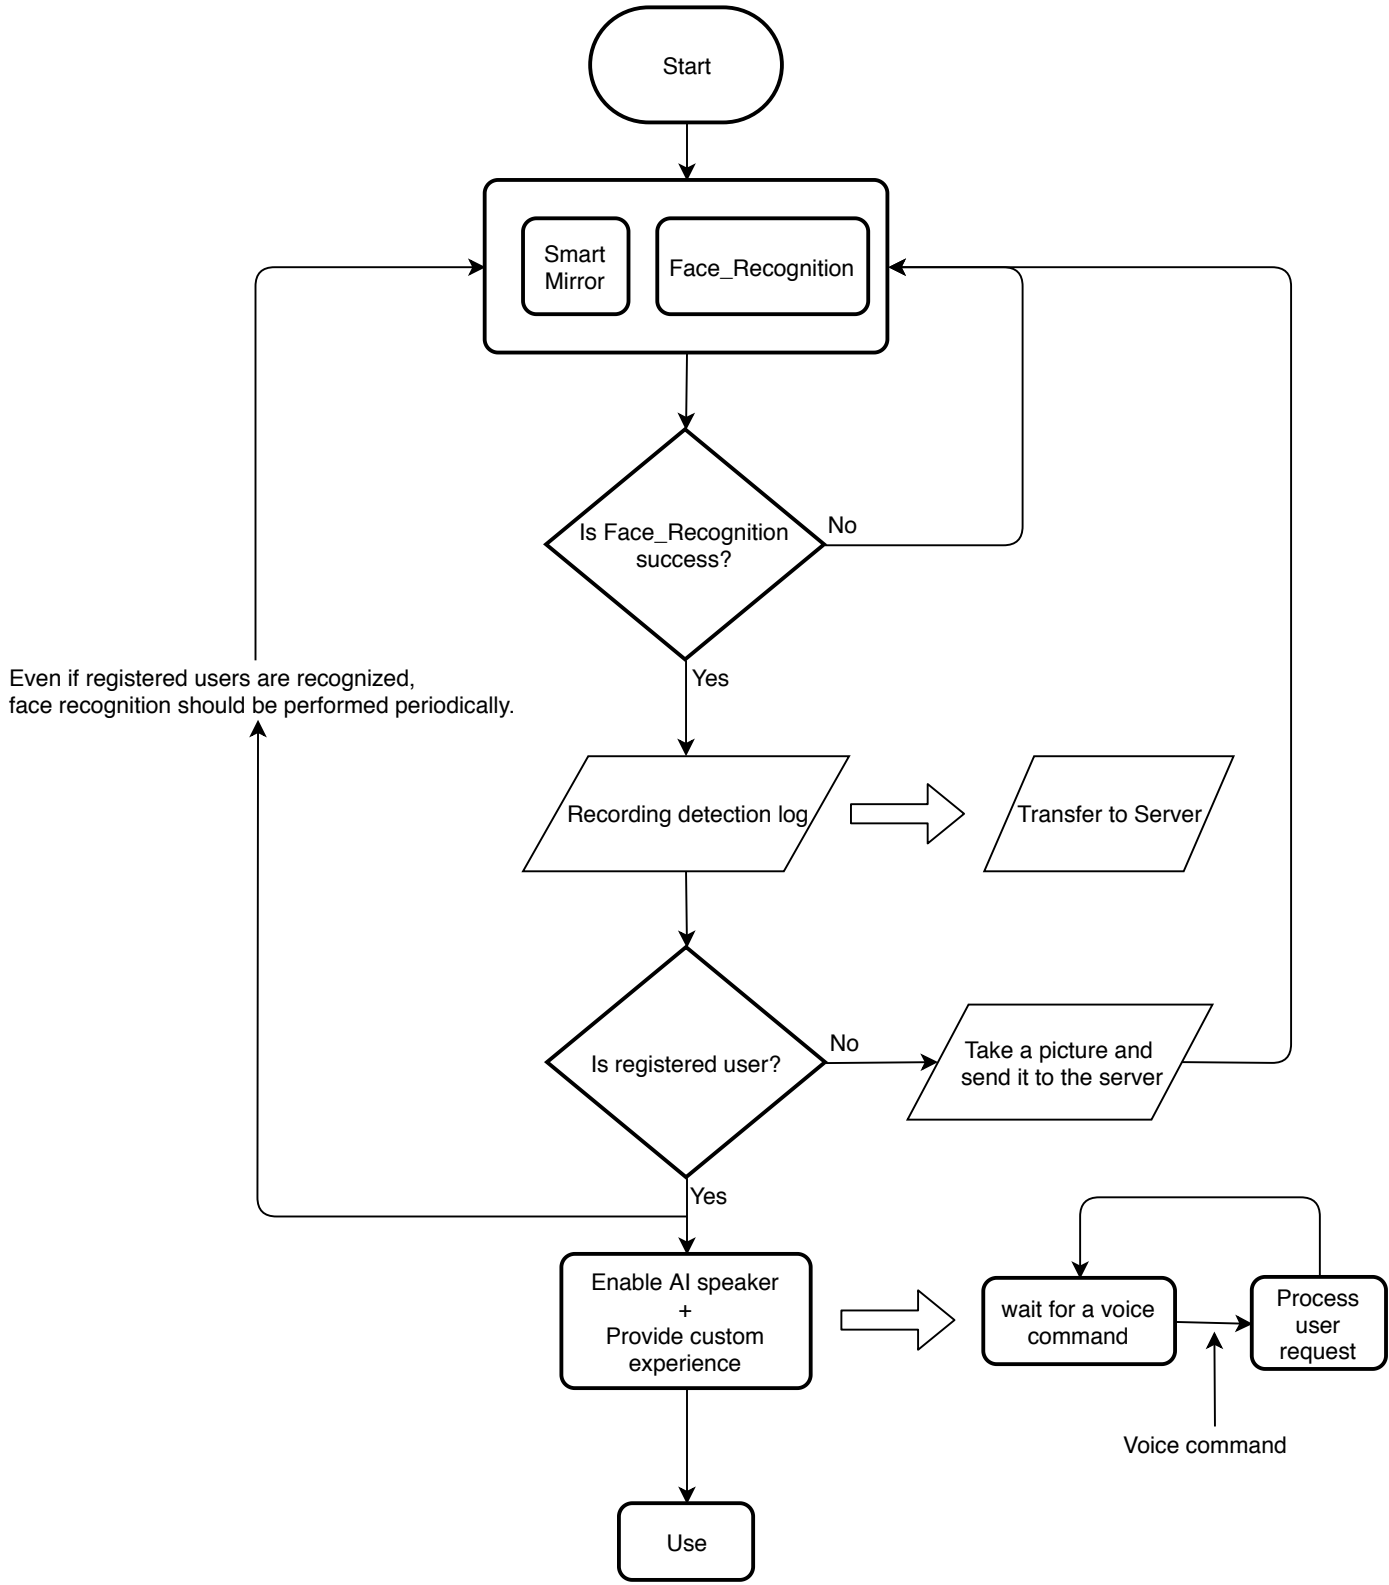 Start
Smart
Mirror
Face_Recognition
Is Face_Recognition
success?
No
Yes
Even if registered users are recognized,
face recognition should be performed periodically.
Recording detection log
Transfer to Server
Is registered user?
No
Take a picture and
send it to the server
Yes
Enable AI speaker
+
Provide custom
experience
wait for a voice
command
Process
user
request
Voice command
Use